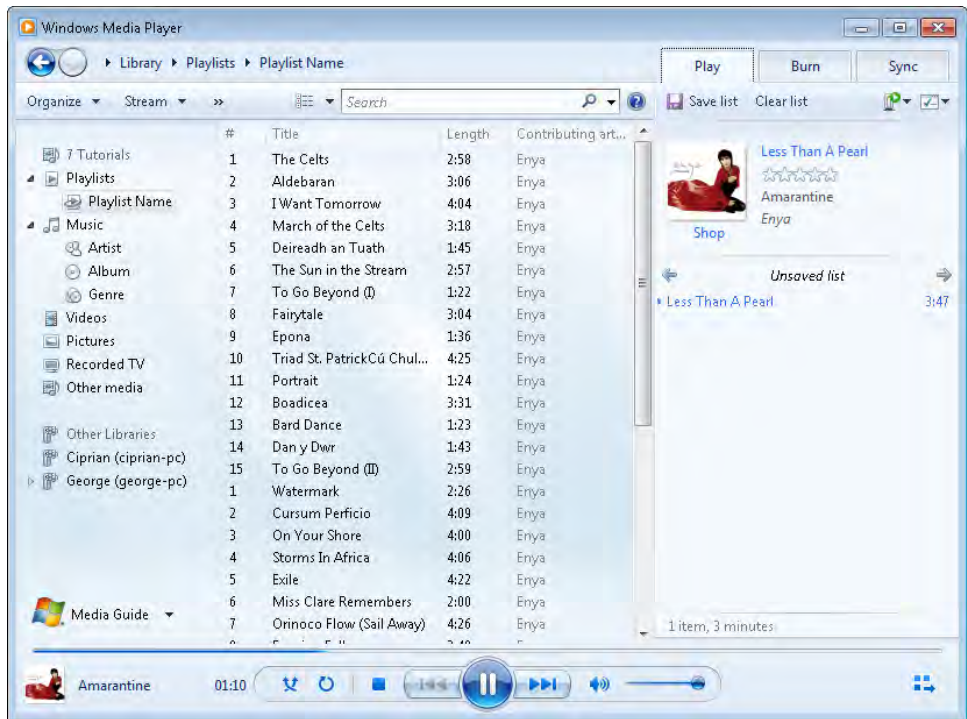 Windows Media Player
Library Playlists Playlist Name
Play Burn Sync
Organize Stream » Search
Save list Clear list
# Title Length Contributing art...
7 Tutorials
Playlists
Playlist Name
Music
Artist
Album
Genre
Videos
Pictures
Recorded TV
Other media
Other Libraries
Ciprian (ciprian-pc)
George (george-pc)
Media Guide
1 The Celts 2:58 Enya
2 Aldebaran 3:06 Enya
3 I Want Tomorrow 4:04 Enya
4 March of the Celts 3:18 Enya
5 Deireadh an Tuath 1:45 Enya
6 The Sun in the Stream 2:57 Enya
7 To Go Beyond (I) 1:22 Enya
8 Fairytale 3:04 Enya
9 Epona 1:36 Enya
10 Triad St. PatrickCú Chul... 4:25 Enya
11 Portrait 1:24 Enya
12 Boadicea 3:31 Enya
13 Bard Dance 1:23 Enya
14 Dan y Dwr 1:43 Enya
15 To Go Beyond (II) 2:59 Enya
1 Watermark 2:26 Enya
2 Cursum Perficio 4:09 Enya
3 On Your Shore 4:00 Enya
4 Storms In Africa 4:06 Enya
5 Exile 4:22 Enya
6 Miss Clare Remembers 2:00 Enya
7 Orinoco Flow (Sail Away) 4:26 Enya
Less Than A Pearl
Amarantine
Enya
Shop
Unsaved list
Less Than A Pearl 3:47
1 item, 3 minutes
Amarantine 01:10